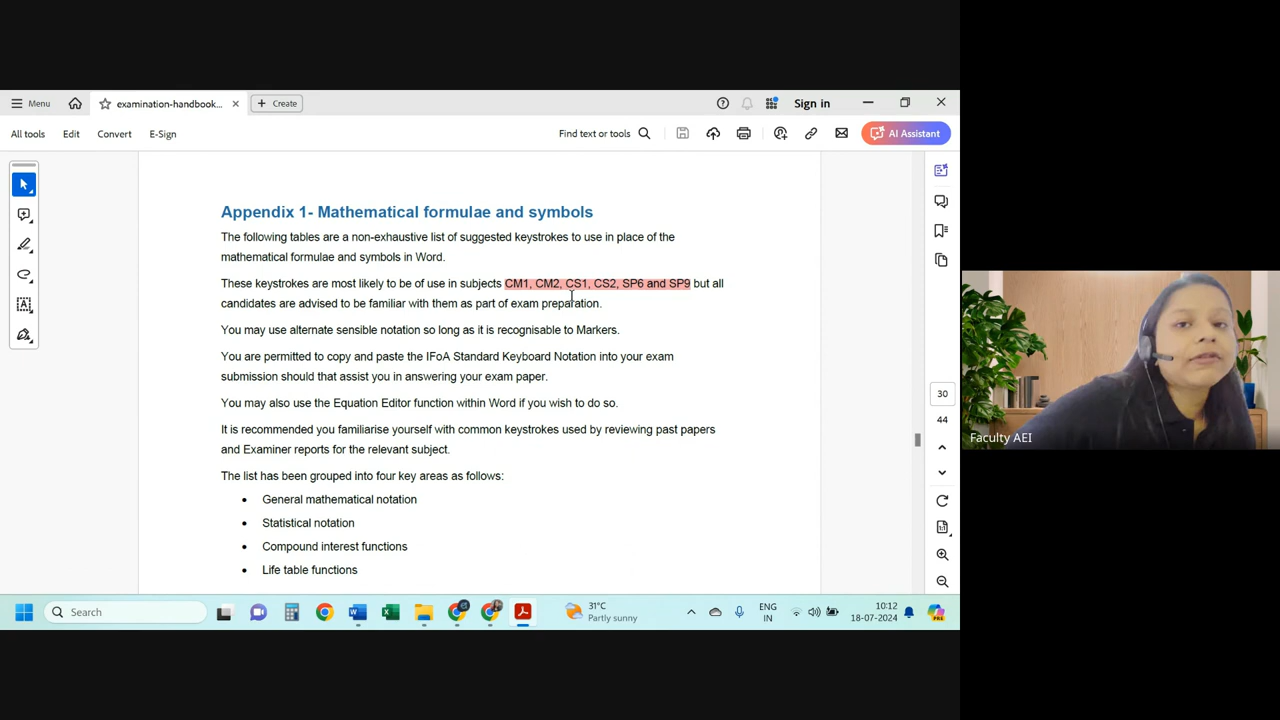 Menu
examination-handbook...
Create
Sign in
All tools
Edit
Convert
E-Sign
Find text or tools
AI Assistant
Appendix 1- Mathematical formulae and symbols
The following tables are a non-exhaustive list of suggested keystrokes to use in place of the
mathematical formulae and symbols in Word.
These keystrokes are most likely to be of use in subjects CM1, CM2, CS1, CS2, SP6 and SP9 but all
candidates are advised to be familiar with them as part of exam preparation.
You may use alternate sensible notation so long as it is recognisable to Markers.
You are permitted to copy and paste the IFoA Standard Keyboard Notation into your exam
submission should that assist you in answering your exam paper.
You may also use the Equation Editor function within Word if you wish to do so.
It is recommended you familiarise yourself with common keystrokes used by reviewing past papers
and Examiner reports for the relevant subject.
The list has been grouped into four key areas as follows:
• General mathematical notation
• Statistical notation
• Compound interest functions
• Life table functions
30
44
Faculty AEI
Search
31°C
Partly sunny
ENG
IN
10:12
18-07-2024